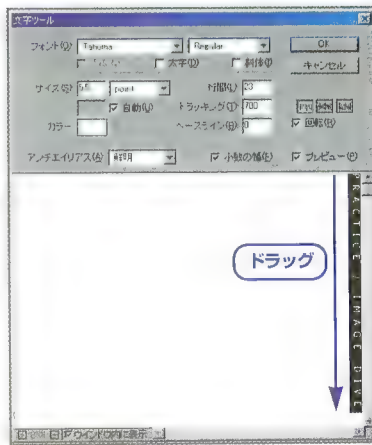 文字ツール
フォント(O) Tahoma Regular OK
太字(D) 斜体(I) キャンセル
サイズ(S) point 行間(L) 23
自動(U) トラッキング(T) 700
カラー ベースライン(B) 0 回転(R)
アンチエイリアス(A) 鮮明 小数の幅(E) プレビュー(P)
ドラッグ
PRACTICE / IMAGE DIVE
ウインドウ内に表示